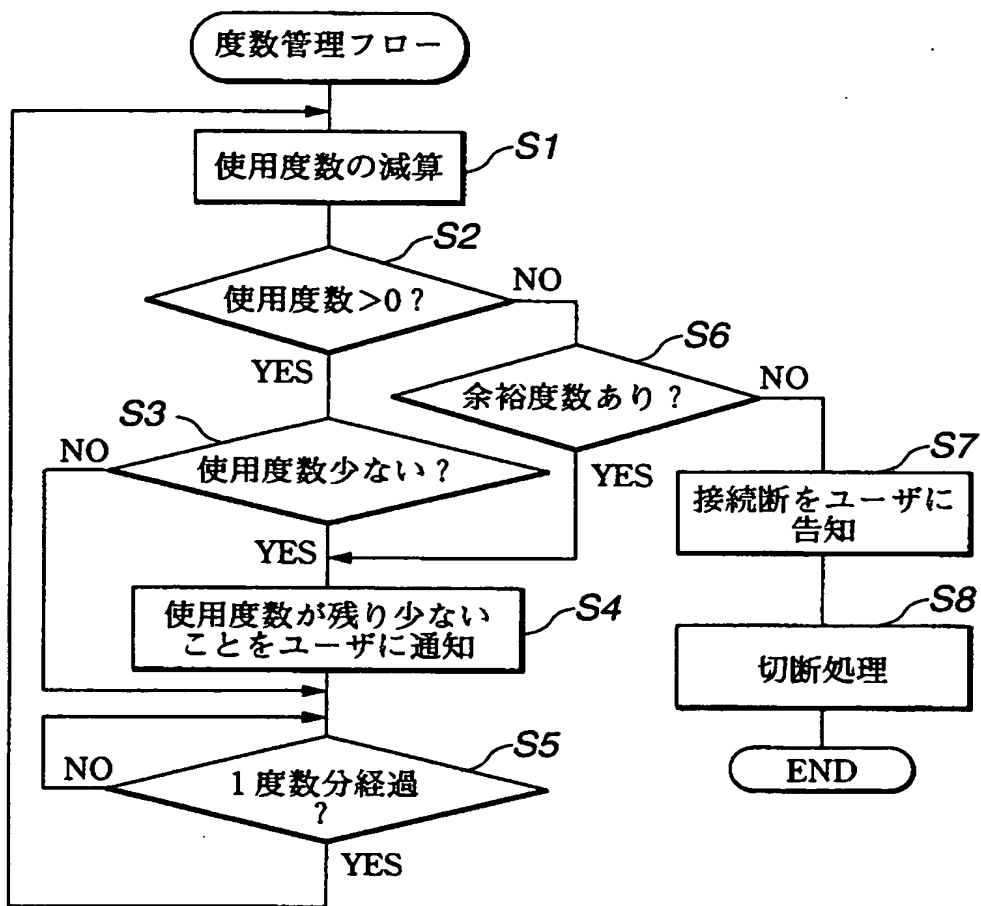 度数管理フロー
使用度数の減算
S1
S2
使用度数>0?
NO
YES
S6
余裕度数あり?
NO
YES
S3
使用度数少ない?
NO
YES
S7
接続断をユーザに
告知
S4
使用度数が残り少ない
ことをユーザに通知
S8
切断処理
S5
1度数分経過
?
NO
YES
END